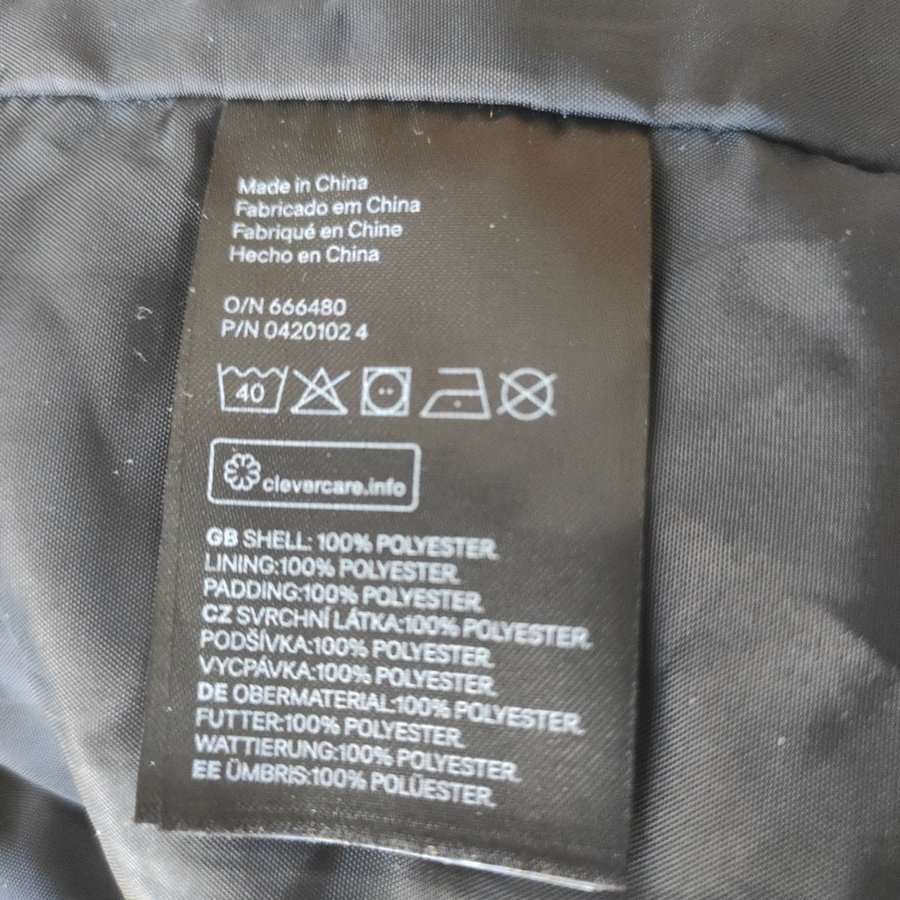 Made in China
Fabricado em China
Fabriqué en Chine
Hecho en China
O/N 666480
P/N 0420102 4
40
clevercare.info
GB SHELL: 100% POLYESTER.
LINING:100% POLYESTER.
PADDING:100% POLYESTER.
CZ SVRCHNÍ LÁTKA:100% POLYESTER.
PODŠÍVKA:100% POLYESTER.
VYCPÁVKA:100% POLYESTER.
DE OBERMATERIAL:100% POLYESTER.
FUTTER:100% POLYESTER.
WATTIERUNG:100% POLYESTER.
EE ÜMBRIS:100% POLÜESTER.